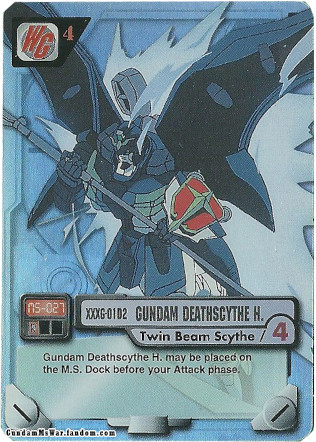 WG 4
MS-027
XXXG-01D2 GUNDAM DEATHSCYTHE H.
Twin Beam Scythe / 4
Gundam Deathscythe H. may be placed on
the M.S. Dock before your Attack phase.
GundamMsWar.fandom.com